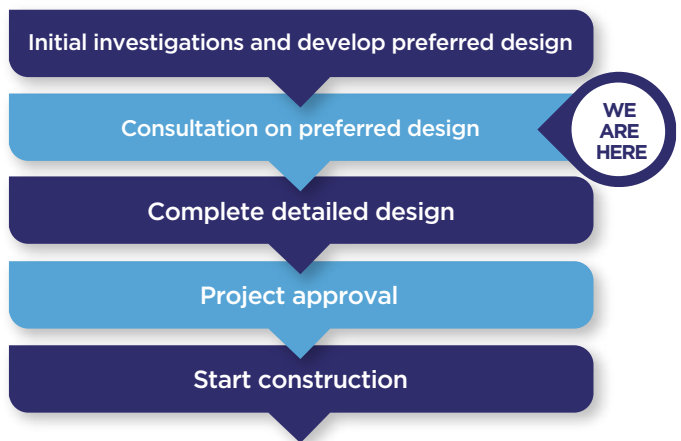 Initial investigations and develop preferred design
Consultation on preferred design
WE
ARE
HERE
Complete detailed design
Project approval
Start construction